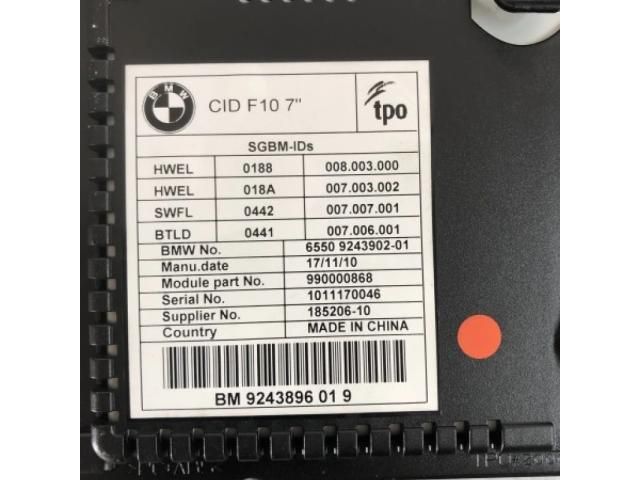 BMW
CID F10 7"
tpo
SGBM-IDs
HWEL 0188 008.003.000
HWEL 018A 007.003.002
SWFL 0442 007.007.001
BTLD 0441 007.006.001
BMW No. 6550 9243902-01
Manu.date 17/11/10
Module part No. 990000868
Serial No. 1011170046
Supplier No. 185206-10
Country MADE IN CHINA
BM 9243896 01 9